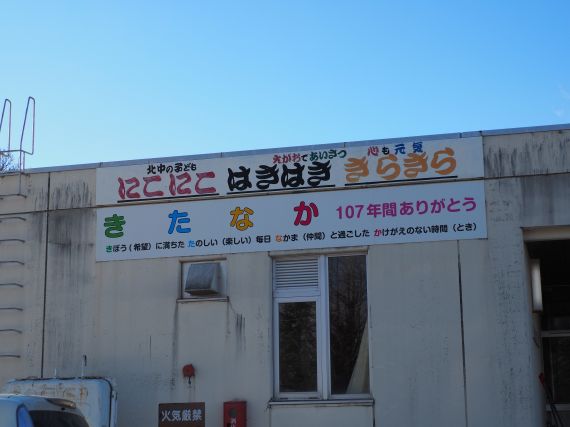 北中の子ども えがおで あいさつ 心も元気
にこにこ はきはき きらきら
きたなか 107年間ありがとう
きぼう(希望)に満ちた たのしい(楽しい)毎日 なかま(仲間)と過ごした かけがえのない時間(とき)
火気厳禁